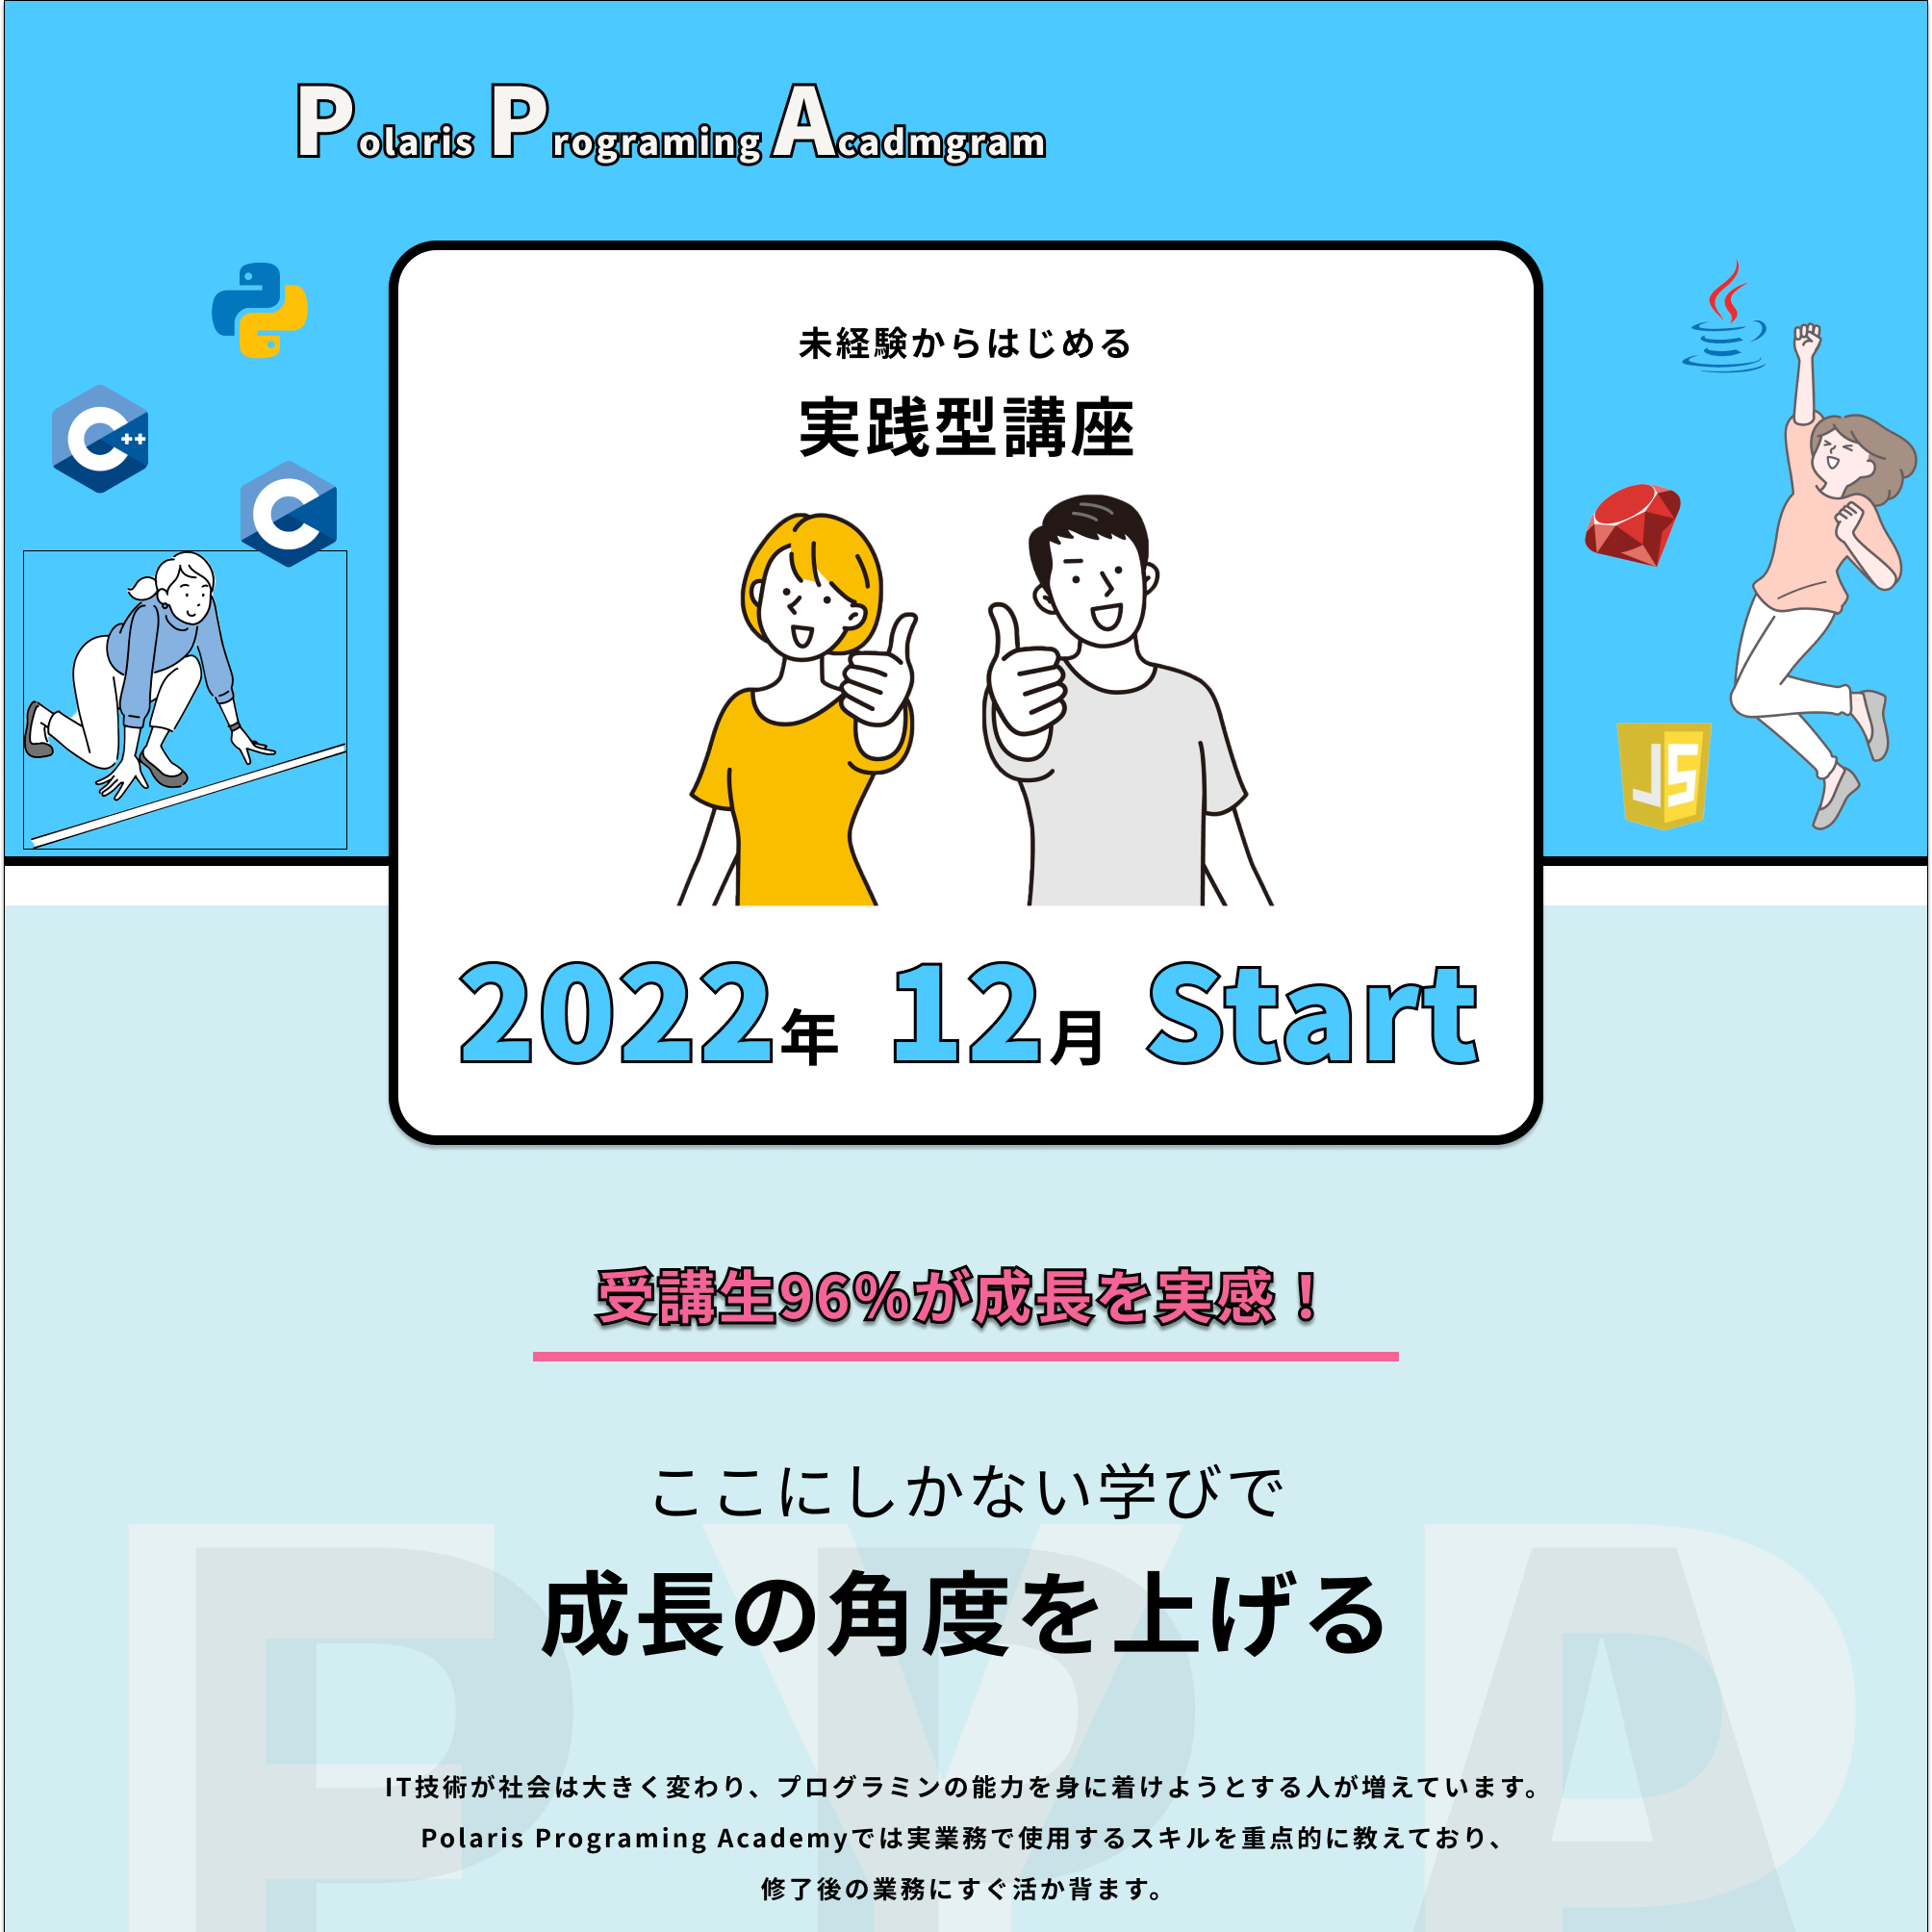 Polaris Programing Acadmgram
未経験からはじめる
実践型講座
2022年 12月 Start
受講生96%が成長を実感！
ここにしかない学びで
成長の角度を上げる
IT技術が社会は大きく変わり、プログラミンの能力を身に着けようとする人が増えています。
Polaris Programing Academyでは実業務で使用するスキルを重点的に教えており、
修了後の業務にすぐ活か背ます。
C++
C
JS